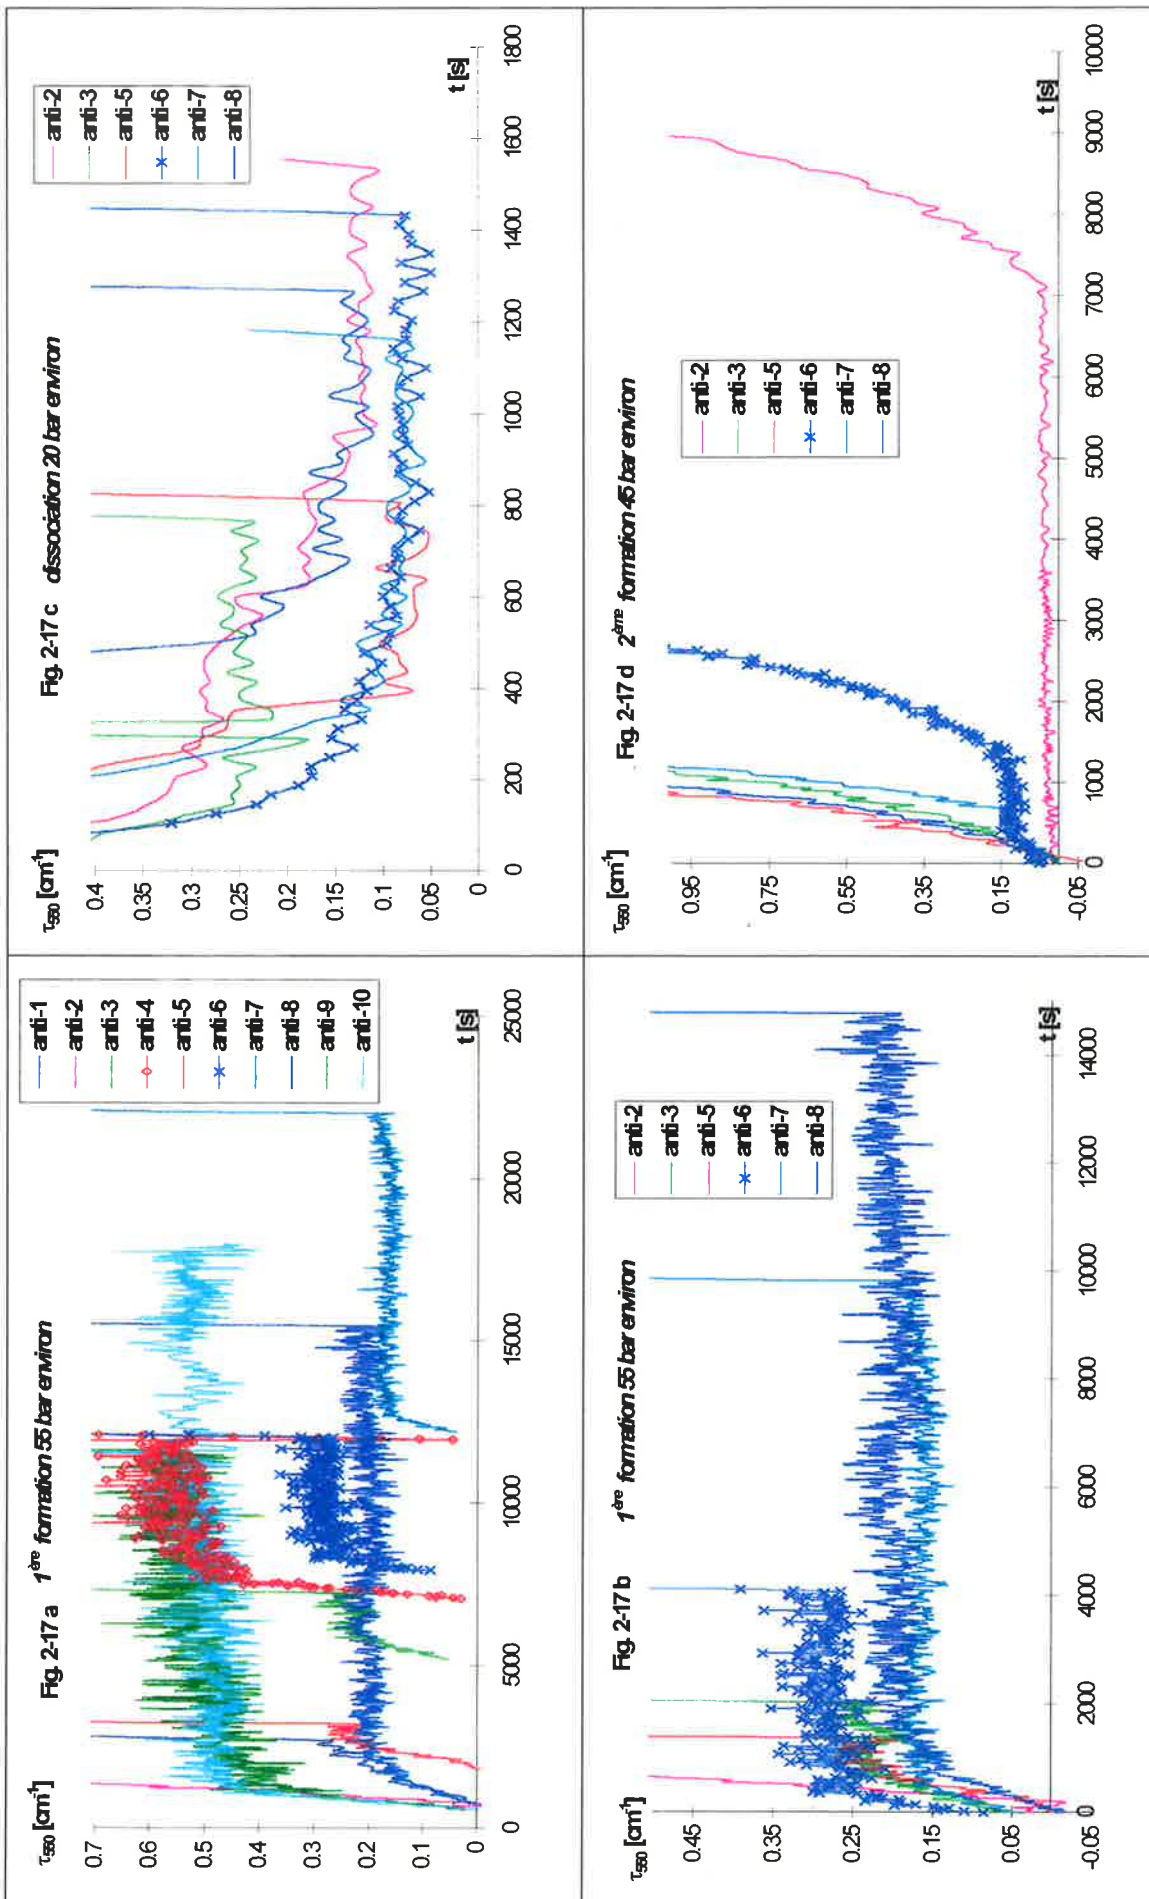 Fig. 2-17 a 1ère formation 55 bar environ
τ550 [cm-1]
0.7
0.6
0.5
0.4
0.3
0.2
0.1
0
0
5000
10000
15000
20000
25000
t [s]
anti-1
anti-2
anti-3
anti-4
anti-5
anti-6
anti-7
anti-8
anti-9
anti-10
Fig. 2-17 c dissociation 20 bar environ
τ550 [cm-1]
0.4
0.35
0.3
0.25
0.2
0.15
0.1
0.05
0
0
200
400
600
800
1000
1200
1400
1600
1800
t [s]
anti-2
anti-3
anti-5
anti-6
anti-7
anti-8
Fig. 2-17 b 1ère formation 55 bar environ
τ550 [cm-1]
0.45
0.35
0.25
0.15
0.05
-0.05
0
2000
4000
6000
8000
10000
12000
14000
t [s]
anti-2
anti-3
anti-5
anti-6
anti-7
anti-8
Fig. 2-17 d 2ème formation 45 bar environ
τ550 [cm-1]
0.95
0.75
0.55
0.35
0.15
-0.05
0
1000
2000
3000
4000
5000
6000
7000
8000
9000
10000
t [s]
anti-2
anti-3
anti-5
anti-6
anti-7
anti-8